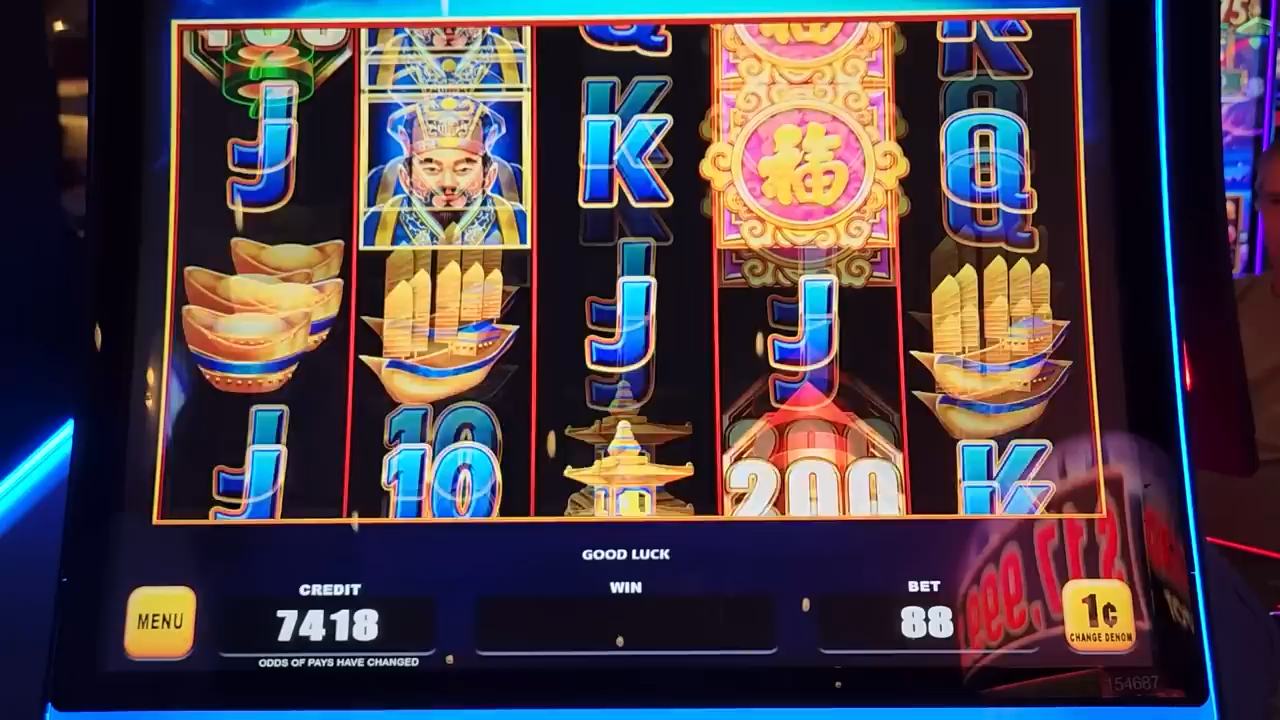 Q
K
K
福
J
Q
J
J
J
10
200
K
GOOD LUCK
MENU
CREDIT
7418
ODDS OF PAYS HAVE CHANGED
WIN
BET
88
1¢
CHANGE DENOM
154687